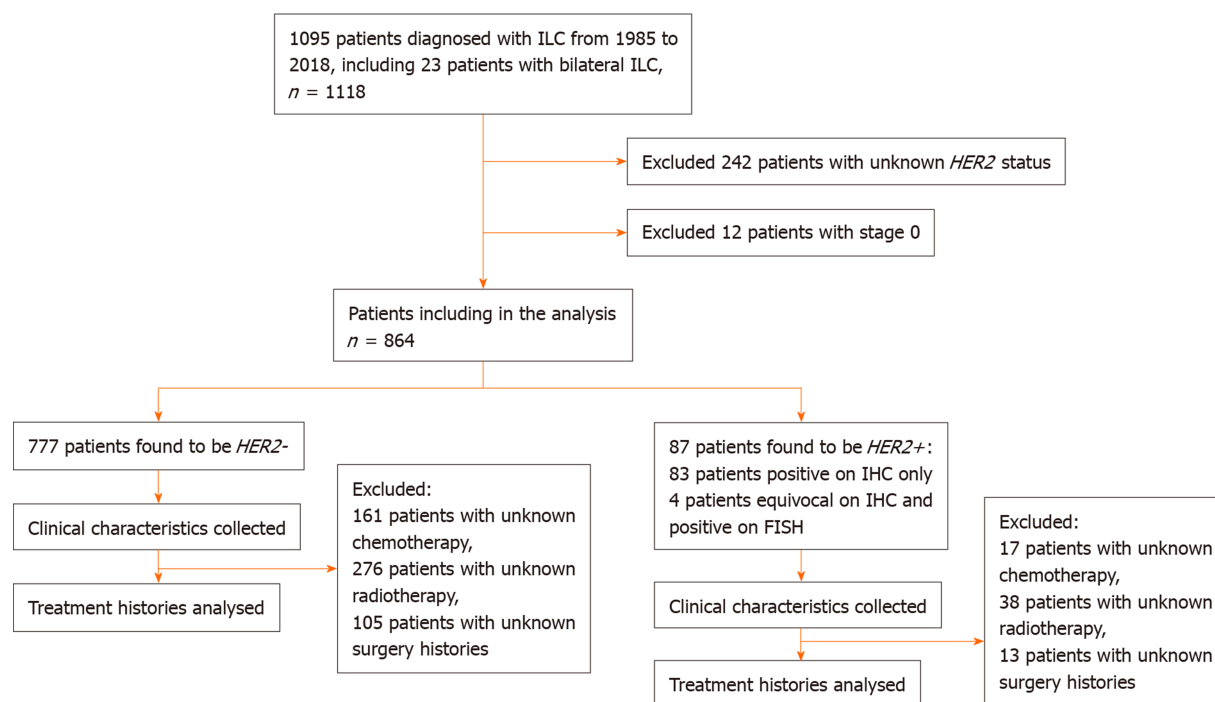 1095 patients diagnosed with ILC from 1985 to
2018, including 23 patients with bilateral ILC,
n = 1118
Excluded 242 patients with unknown HER2 status
Excluded 12 patients with stage 0
Patients including in the analysis
n = 864
777 patients found to be HER2-
Clinical characteristics collected
Treatment histories analysed
Excluded:
161 patients with unknown
chemotherapy,
276 patients with unknown
radiotherapy,
105 patients with unknown
surgery histories
87 patients found to be HER2+:
83 patients positive on IHC only
4 patients equivocal on IHC and
positive on FISH
Clinical characteristics collected
Treatment histories analysed
Excluded:
17 patients with unknown
chemotherapy,
38 patients with unknown
radiotherapy,
13 patients with unknown
surgery histories